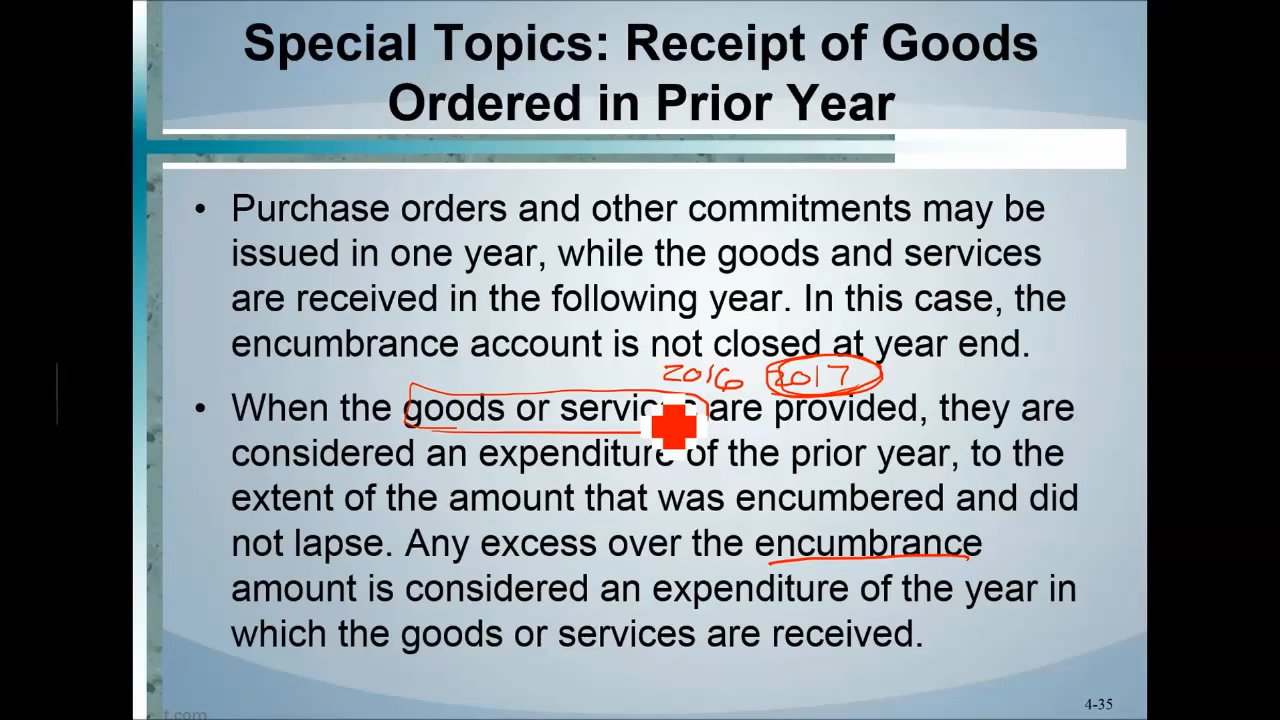 Special Topics: Receipt of Goods
Ordered in Prior Year
• Purchase orders and other commitments may be
issued in one year, while the goods and services
are received in the following year. In this case, the
encumbrance account is not closed at year end.
2016 2017
• When the goods or services are provided, they are
considered an expenditure of the prior year, to the
extent of the amount that was encumbered and did
not lapse. Any excess over the encumbrance
amount is considered an expenditure of the year in
which the goods or services are received.
4-35
t.com